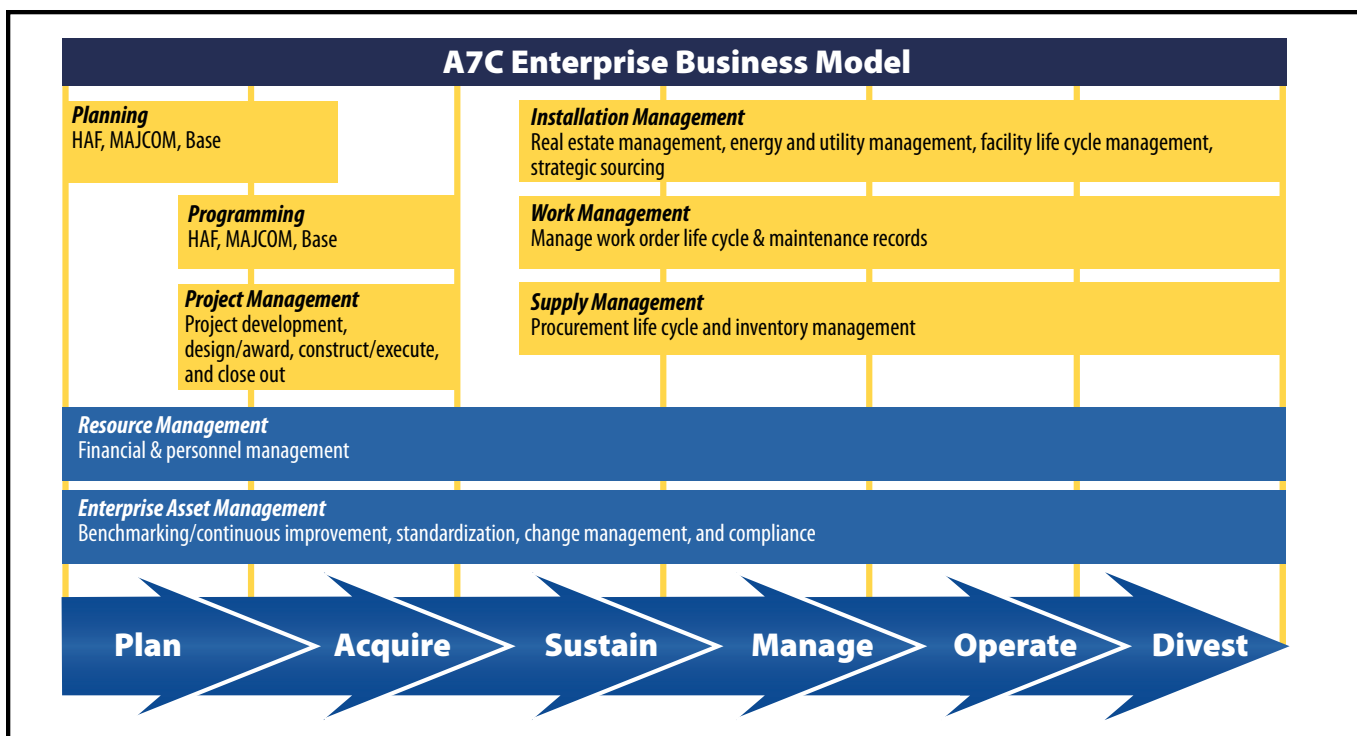 A7C Enterprise Business Model
Planning
HAF, MAJCOM, Base
Installation Management
Real estate management, energy and utility management, facility life cycle management,
strategic sourcing
Programming
HAF, MAJCOM, Base
Work Management
Manage work order life cycle & maintenance records
Project Management
Project development,
design/award, construct/execute,
and close out
Supply Management
Procurement life cycle and inventory management
Resource Management
Financial & personnel management
Enterprise Asset Management
Benchmarking/continuous improvement, standardization, change management, and compliance
Plan
Acquire
Sustain
Manage
Operate
Divest